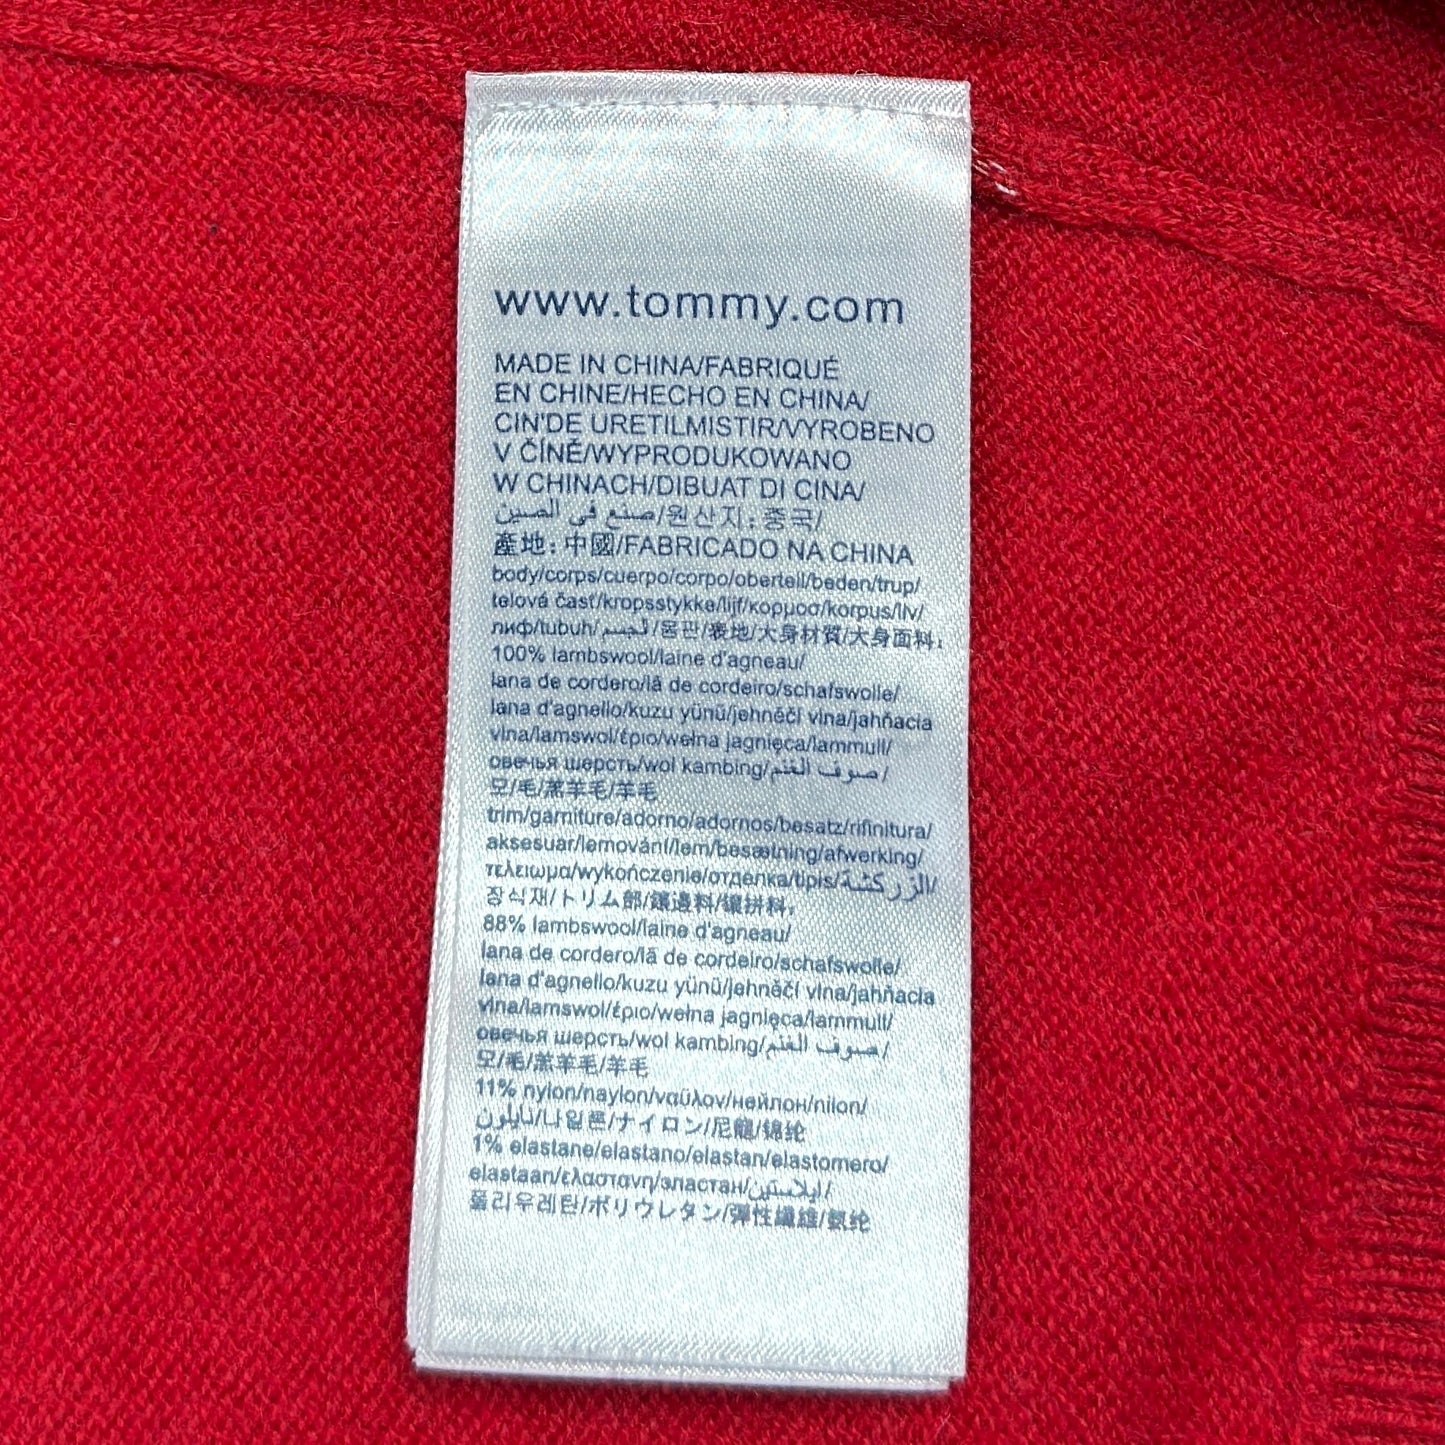 www.tommy.com
MADE IN CHINA/FABRIQUÉ
EN CHINE/HECHO EN CHINA/
CIN'DE URETILMISTIR/VYROBENO
V ČÍNĚ/WYPRODUKOWANO
W CHINACH/DIBUAT DI CINA/
صنع في الصين/원산지: 중국/
產地: 中國/FABRICADO NA CHINA
body/corps/cuerpo/corpo/oberteil/beden/trup/
telová časť/kropsstykke/lijf/κορμοσ/korpus/liv/
лиф/tubuh/لجسم/몸판/表地/大身材質/大身面料:
100% lambswool/laine d'agneau/
lana de cordero/lã de cordeiro/schafswolle/
lana d'agnello/kuzu yünü/jehněčí vlna/jahňacia
vlna/lamswol/έριο/wełna jagnięca/lammull/
овечья шерсть/wol kambing/صوف الغنم/
모/毛/羔羊毛/羊毛
trim/garniture/adorno/adornos/besatz/rifinitura/
aksesuar/lemování/lem/besætning/afwerking/
τελειωμα/wykończenie/отделка/tipis/الزركشة/
장식재/トリム部/鑲邊料/镶拼料:
88% lambswool/laine d'agneau/
lana de cordero/lã de cordeiro/schafswolle/
lana d'agnello/kuzu yünü/jehněčí vlna/jahňacia
vlna/lamswol/έριο/wełna jagnięca/lammull/
овечья шерсть/wol kambing/صوف الغنم/
모/毛/羔羊毛/羊毛
11% nylon/naylon/ναϋλον/нейлон/nilon/
نايلون/나일론/ナイロン/尼龍/锦纶
1% elastane/elastano/elastan/elastomero/
elastaan/ελαστανη/эластан/ايلاستين/
폴리우레탄/ポリウレタン/彈性纖維/氨纶